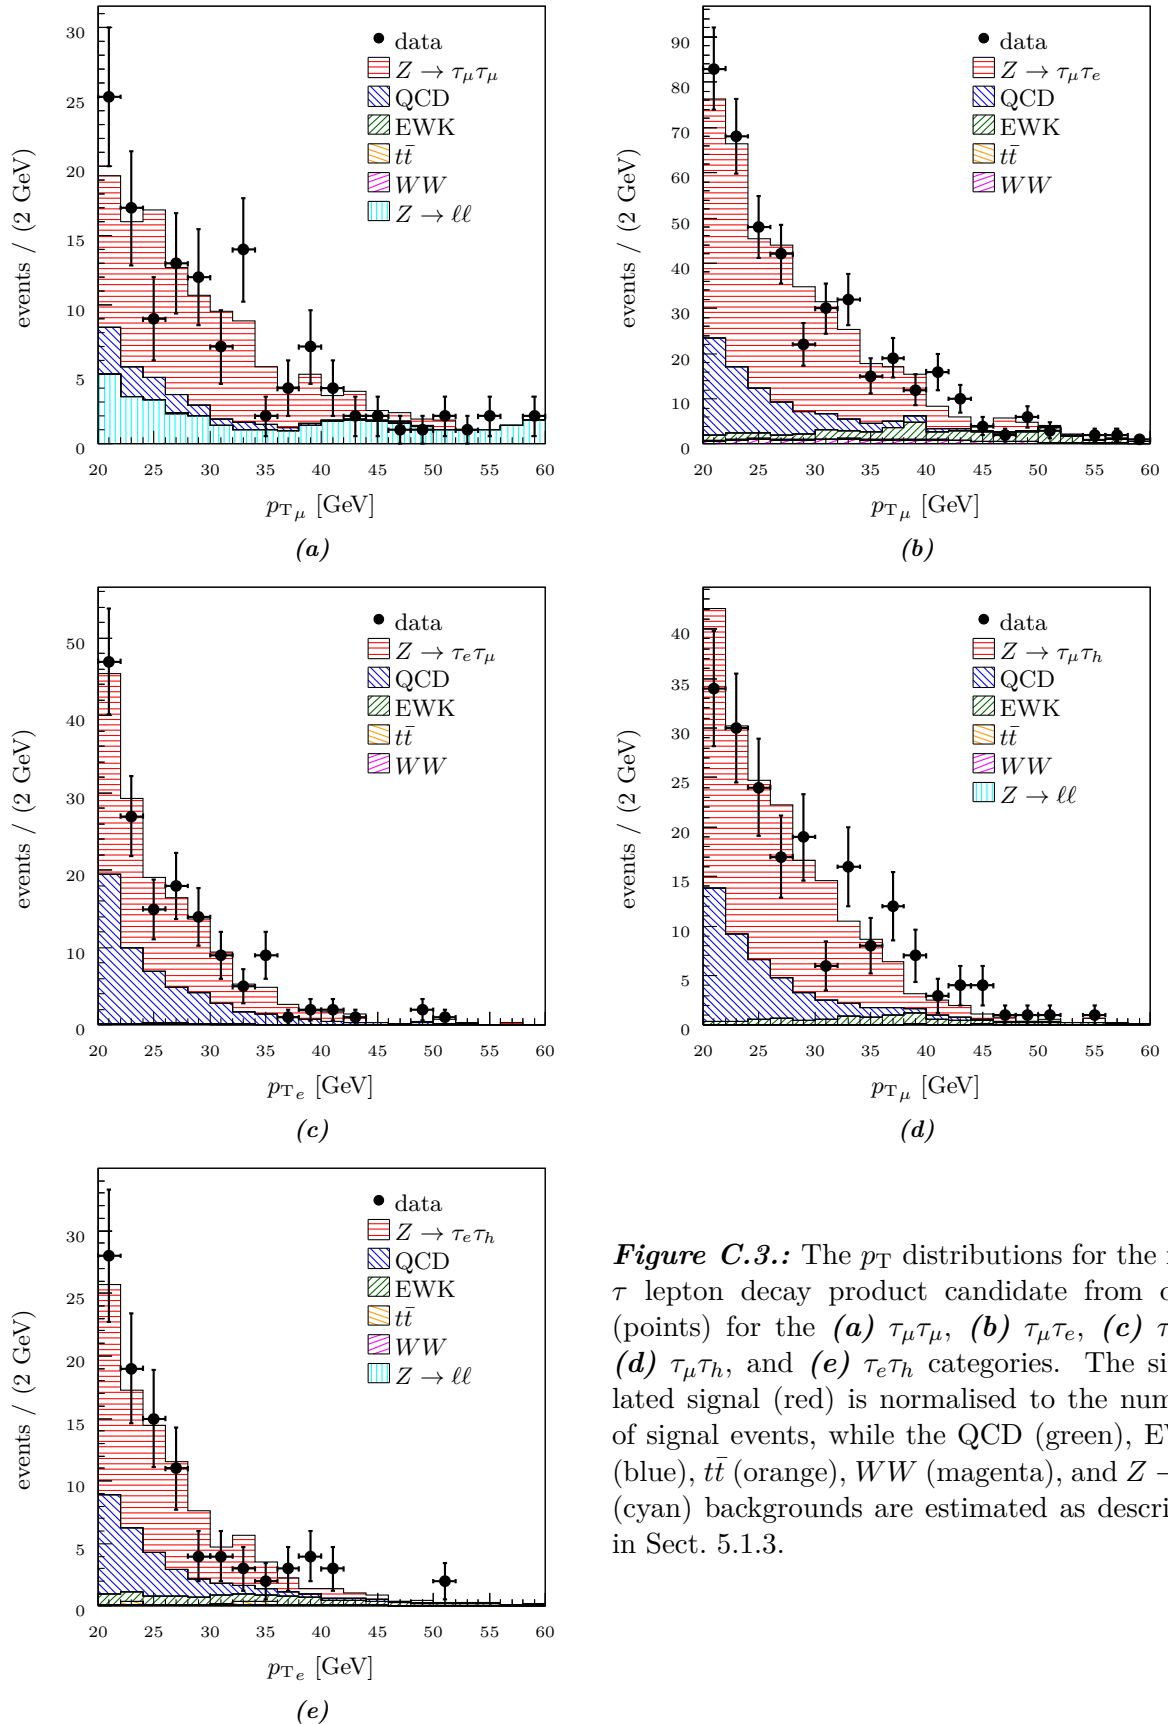 30
25
20
15
10
5
0
events / (2 GeV)
data
Z → τμτμ
QCD
EWK
tt̄
WW
Z → ℓℓ
20 25 30 35 40 45 50 55 60
pTμ [GeV]
(a)
90
80
70
60
50
40
30
20
10
0
events / (2 GeV)
data
Z → τμτe
QCD
EWK
tt̄
WW
20 25 30 35 40 45 50 55 60
pTμ [GeV]
(b)
50
40
30
20
10
0
events / (2 GeV)
data
Z → τeτμ
QCD
EWK
tt̄
WW
20 25 30 35 40 45 50 55 60
pTe [GeV]
(c)
40
35
30
25
20
15
10
5
0
events / (2 GeV)
data
Z → τμτh
QCD
EWK
tt̄
WW
Z → ℓℓ
20 25 30 35 40 45 50 55 60
pTμ [GeV]
(d)
30
25
20
15
10
5
0
events / (2 GeV)
data
Z → τeτh
QCD
EWK
tt̄
WW
Z → ℓℓ
20 25 30 35 40 45 50 55 60
pTe [GeV]
(e)
Figure C.3.: The pT distributions for the
τ lepton decay product candidate from
(points) for the (a) τμτμ, (b) τμτe, (c)
(d) τμτh, and (e) τeτh categories. The
lated signal (red) is normalised to the
of signal events, while the QCD (green),
(blue), tt̄ (orange), WW (magenta), and Z
(cyan) backgrounds are estimated as
in Sect. 5.1.3.